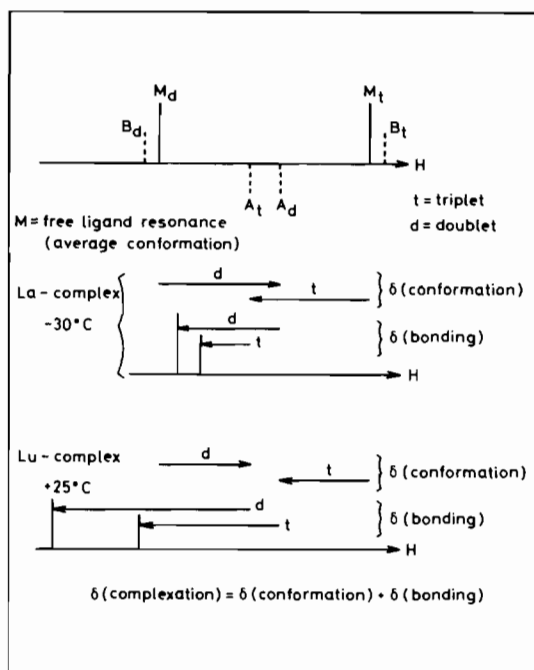 M_d M_t
B_d B_t
H
A_t A_d
t = triplet
d = doublet
M = free ligand resonance
(average conformation)
d
La - complex t } δ (conformation)
-30°C d } δ (bonding)
t
H
Lu - complex d
+25°C t } δ (conformation)
d } δ (bonding)
t
H
δ (complexation) = δ (conformation) + δ (bonding)